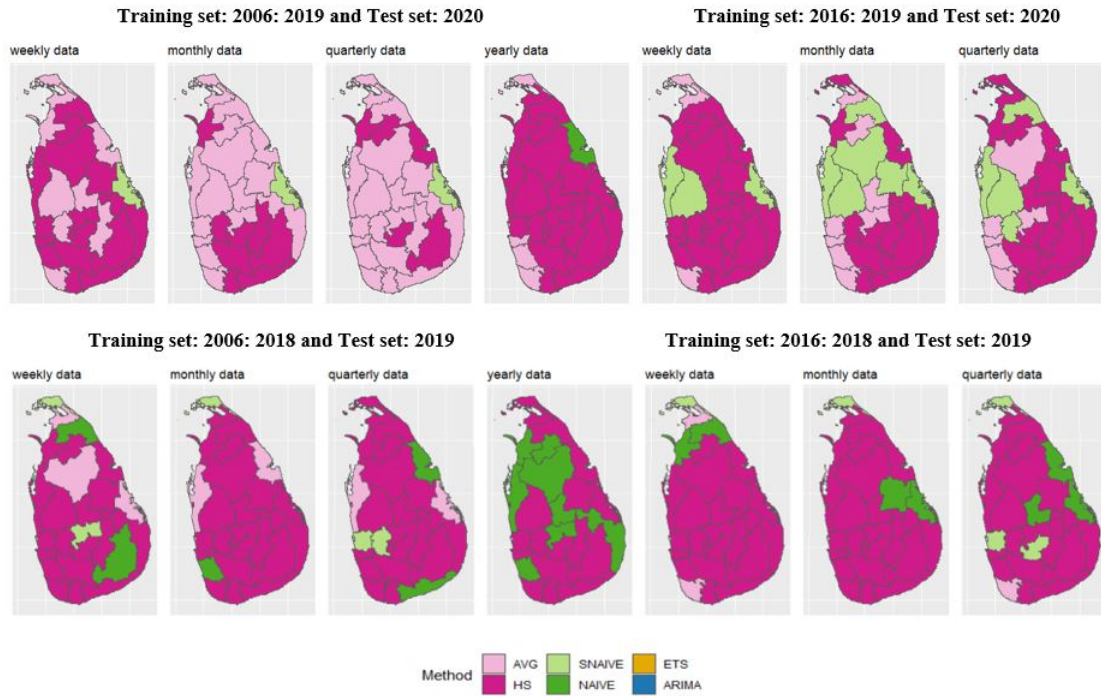 Training set: 2006: 2019 and Test set: 2020
Training set: 2016: 2019 and Test set: 2020
weekly data
monthly data
quarterly data
yearly data
weekly data
monthly data
quarterly data
Training set: 2006: 2018 and Test set: 2019
Training set: 2016: 2018 and Test set: 2019
weekly data
monthly data
quarterly data
yearly data
weekly data
monthly data
quarterly data
Method
AVG
SNAIVE
ETS
HS
NAIVE
ARIMA